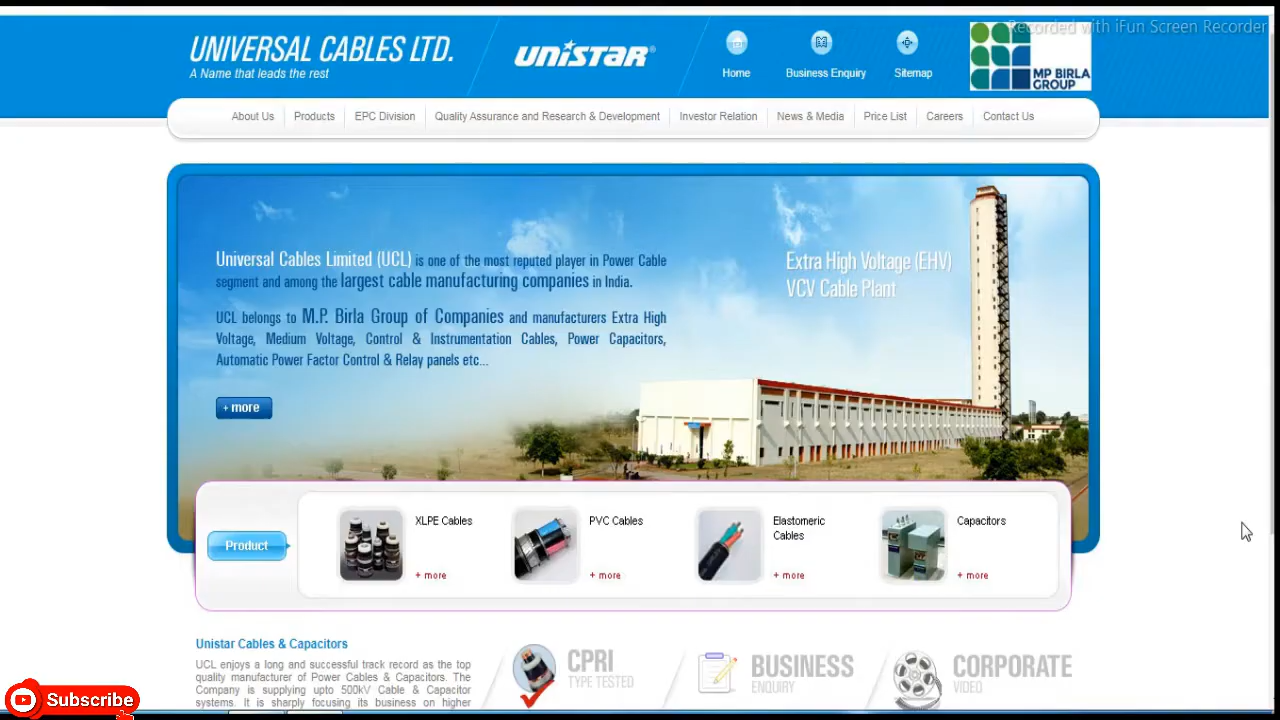 Recorded with iFun Screen Recorder
UNIVERSAL CABLES LTD.
A Name that leads the rest
UNISTAR
Home
Business Enquiry
Sitemap
MP BIRLA
GROUP
About Us
Products
EPC Division
Quality Assurance and Research & Development
Investor Relation
News & Media
Price List
Careers
Contact Us
Universal Cables Limited (UCL) is one of the most reputed player in Power Cable
segment and among the largest cable manufacturing companies in India.
UCL belongs to M.P. Birla Group of Companies and manufacturers Extra High
Voltage, Medium Voltage, Control & Instrumentation Cables, Power Capacitors,
Automatic Power Factor Control & Relay panels etc...
+ more
Extra High Voltage (EHV)
VCV Cable Plant
Product
XLPE Cables
+ more
PVC Cables
+ more
Elastomeric
Cables
+ more
Capacitors
+ more
Unistar Cables & Capacitors
UCL enjoys a long and successful track record as the top
quality manufacturer of Power Cables & Capacitors. The
Company is supplying upto 500kV Cable & Capacitor
systems. It is sharply focusing its business on higher
CPRI
TYPE TESTED
BUSINESS
ENQUIRY
CORPORATE
VIDEO
Subscribe